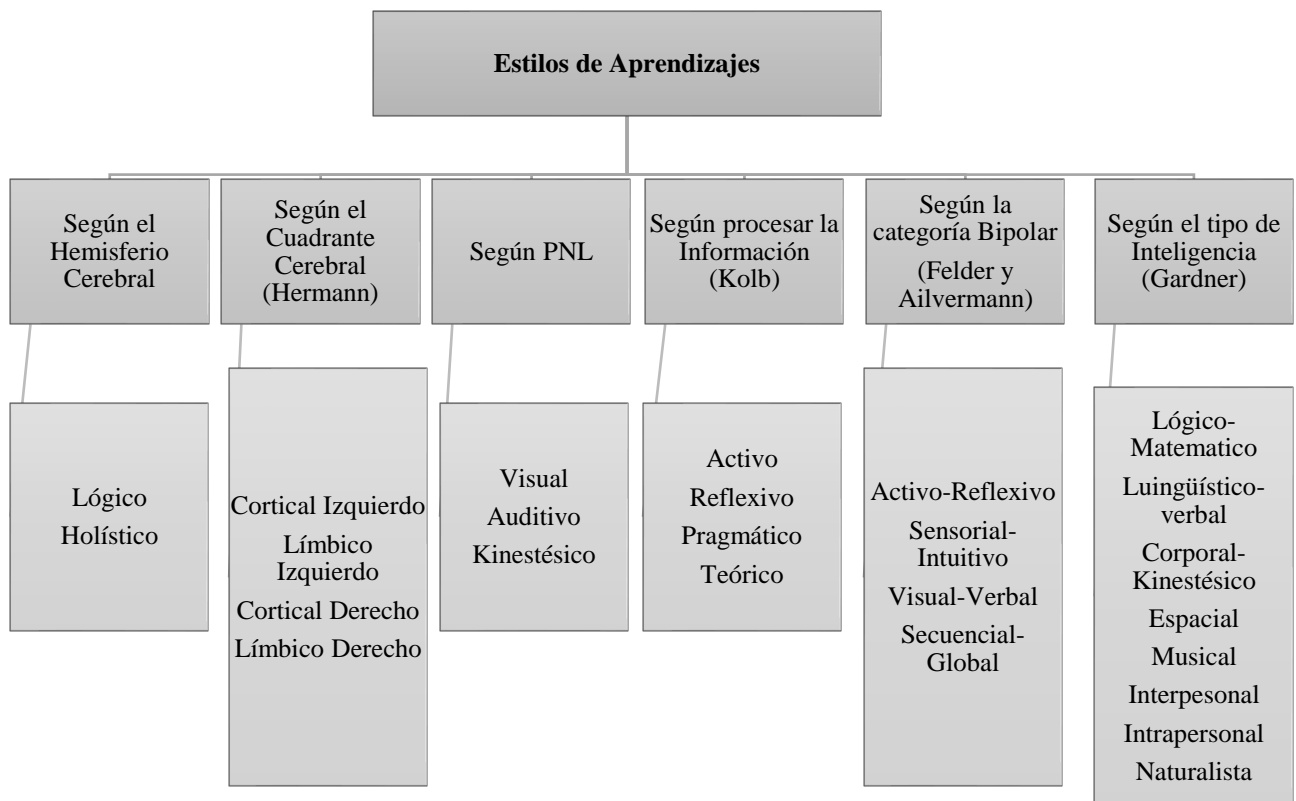 Estilos de Aprendizajes
Según el
Hemisferio
Cerebral
Según el
Cuadrante
Cerebral
(Hermann)
Según PNL
Según procesar la
Información
(Kolb)
Según la
categoría Bipolar
(Felder y
Ailvermann)
Según el tipo de
Inteligencia
(Gardner)
Lógico
Holístico
Cortical Izquierdo
Límbico
Izquierdo
Cortical Derecho
Límbico Derecho
Visual
Auditivo
Kinestésico
Activo
Reflexivo
Pragmático
Teórico
Activo-Reflexivo
Sensorial-
Intuitivo
Visual-Verbal
Secuencial-
Global
Lógico-
Matematico
Luingüístico-
verbal
Corporal-
Kinestésico
Espacial
Musical
Interpesonal
Intrapersonal
Naturalista